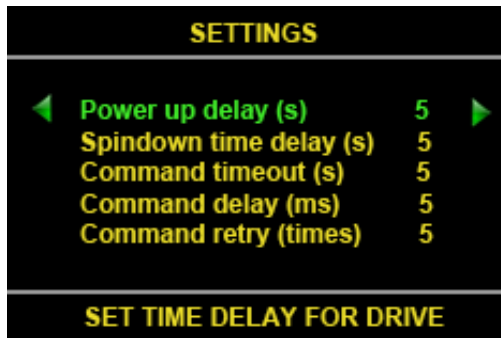 SETTINGS
Power up delay (s) 5
Spindown time delay (s) 5
Command timeout (s) 5
Command delay (ms) 5
Command retry (times) 5
SET TIME DELAY FOR DRIVE